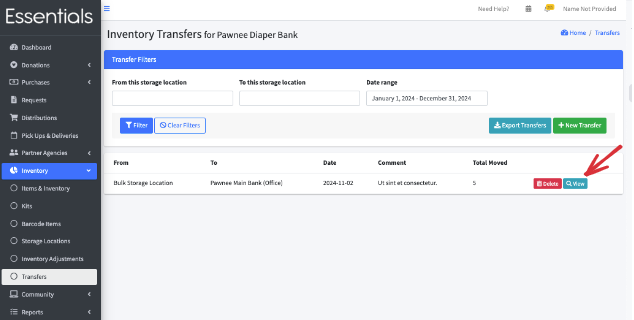 ESSENTIALS
Need Help?
Name Not Provided
Inventory Transfers for Pawnee Diaper Bank
Home / Transfers
Dashboard
Donations
Purchases
Requests
Distributions
Pick Ups & Deliveries
Partner Agencies
Inventory
Items & Inventory
Kits
Barcode Items
Storage Locations
Inventory Adjustments
Transfers
Community
Reports
Transfer Filters
From this storage location To this storage location Date range
January 1, 2024 - December 31, 2024
Filter Clear Filters Export Transfers New Transfer
From To Date Comment Total Moved
Bulk Storage Location Pawnee Main Bank (Office) 2024-11-02 Ut sint et consectetur. 5 Delete View